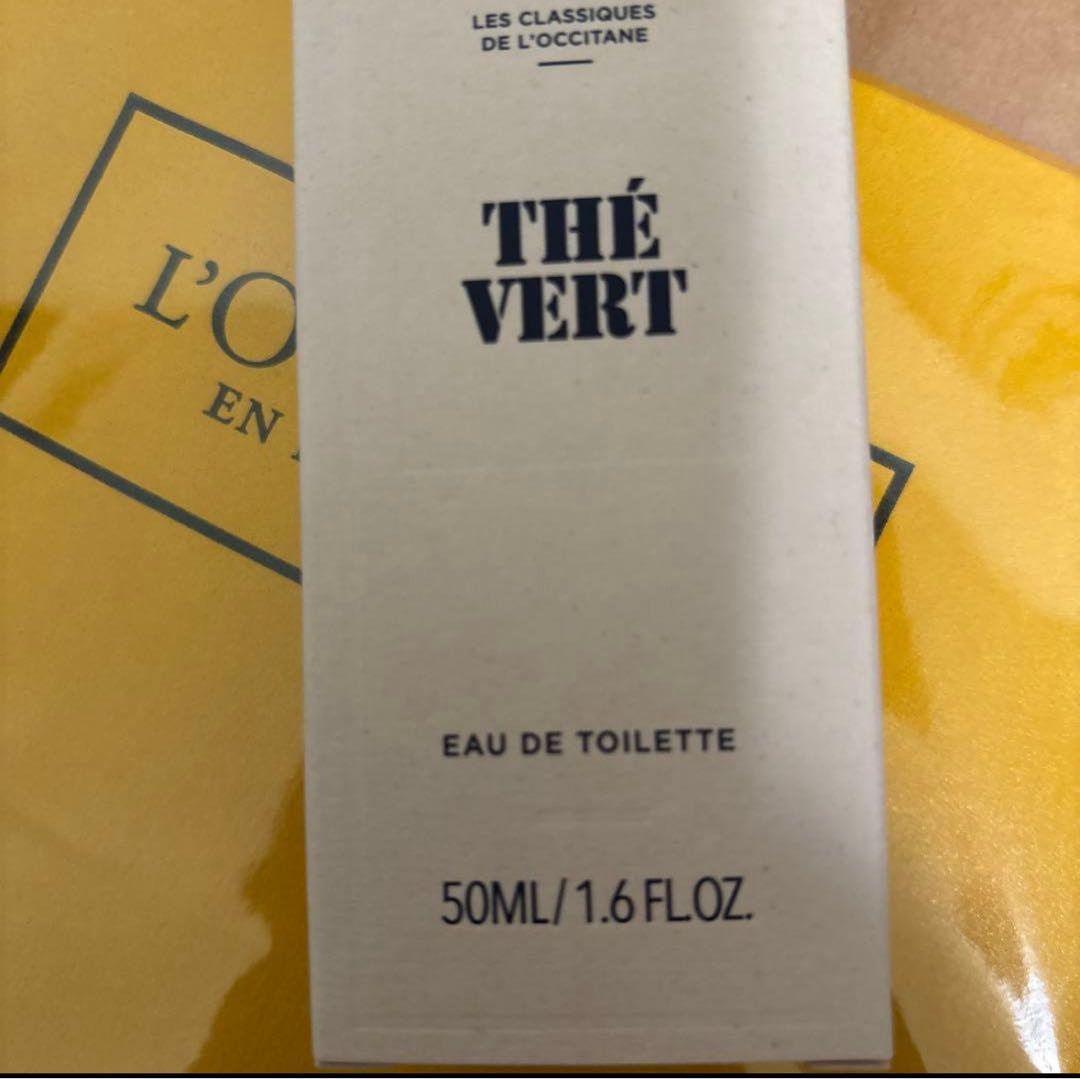 LES CLASSIQUES
DE L'OCCITANE
THÉ
VERT
EAU DE TOILETTE
50ML/1.6 FL.OZ.
L'O
EN